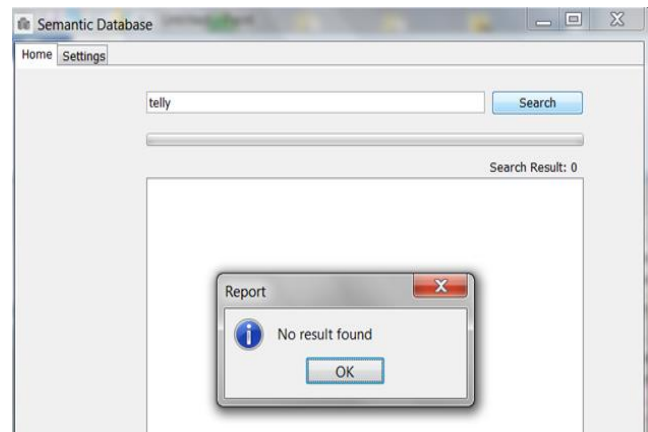 Semantic Database
Home Settings
telly
Search
Search Result: 0
Report
No result found
OK